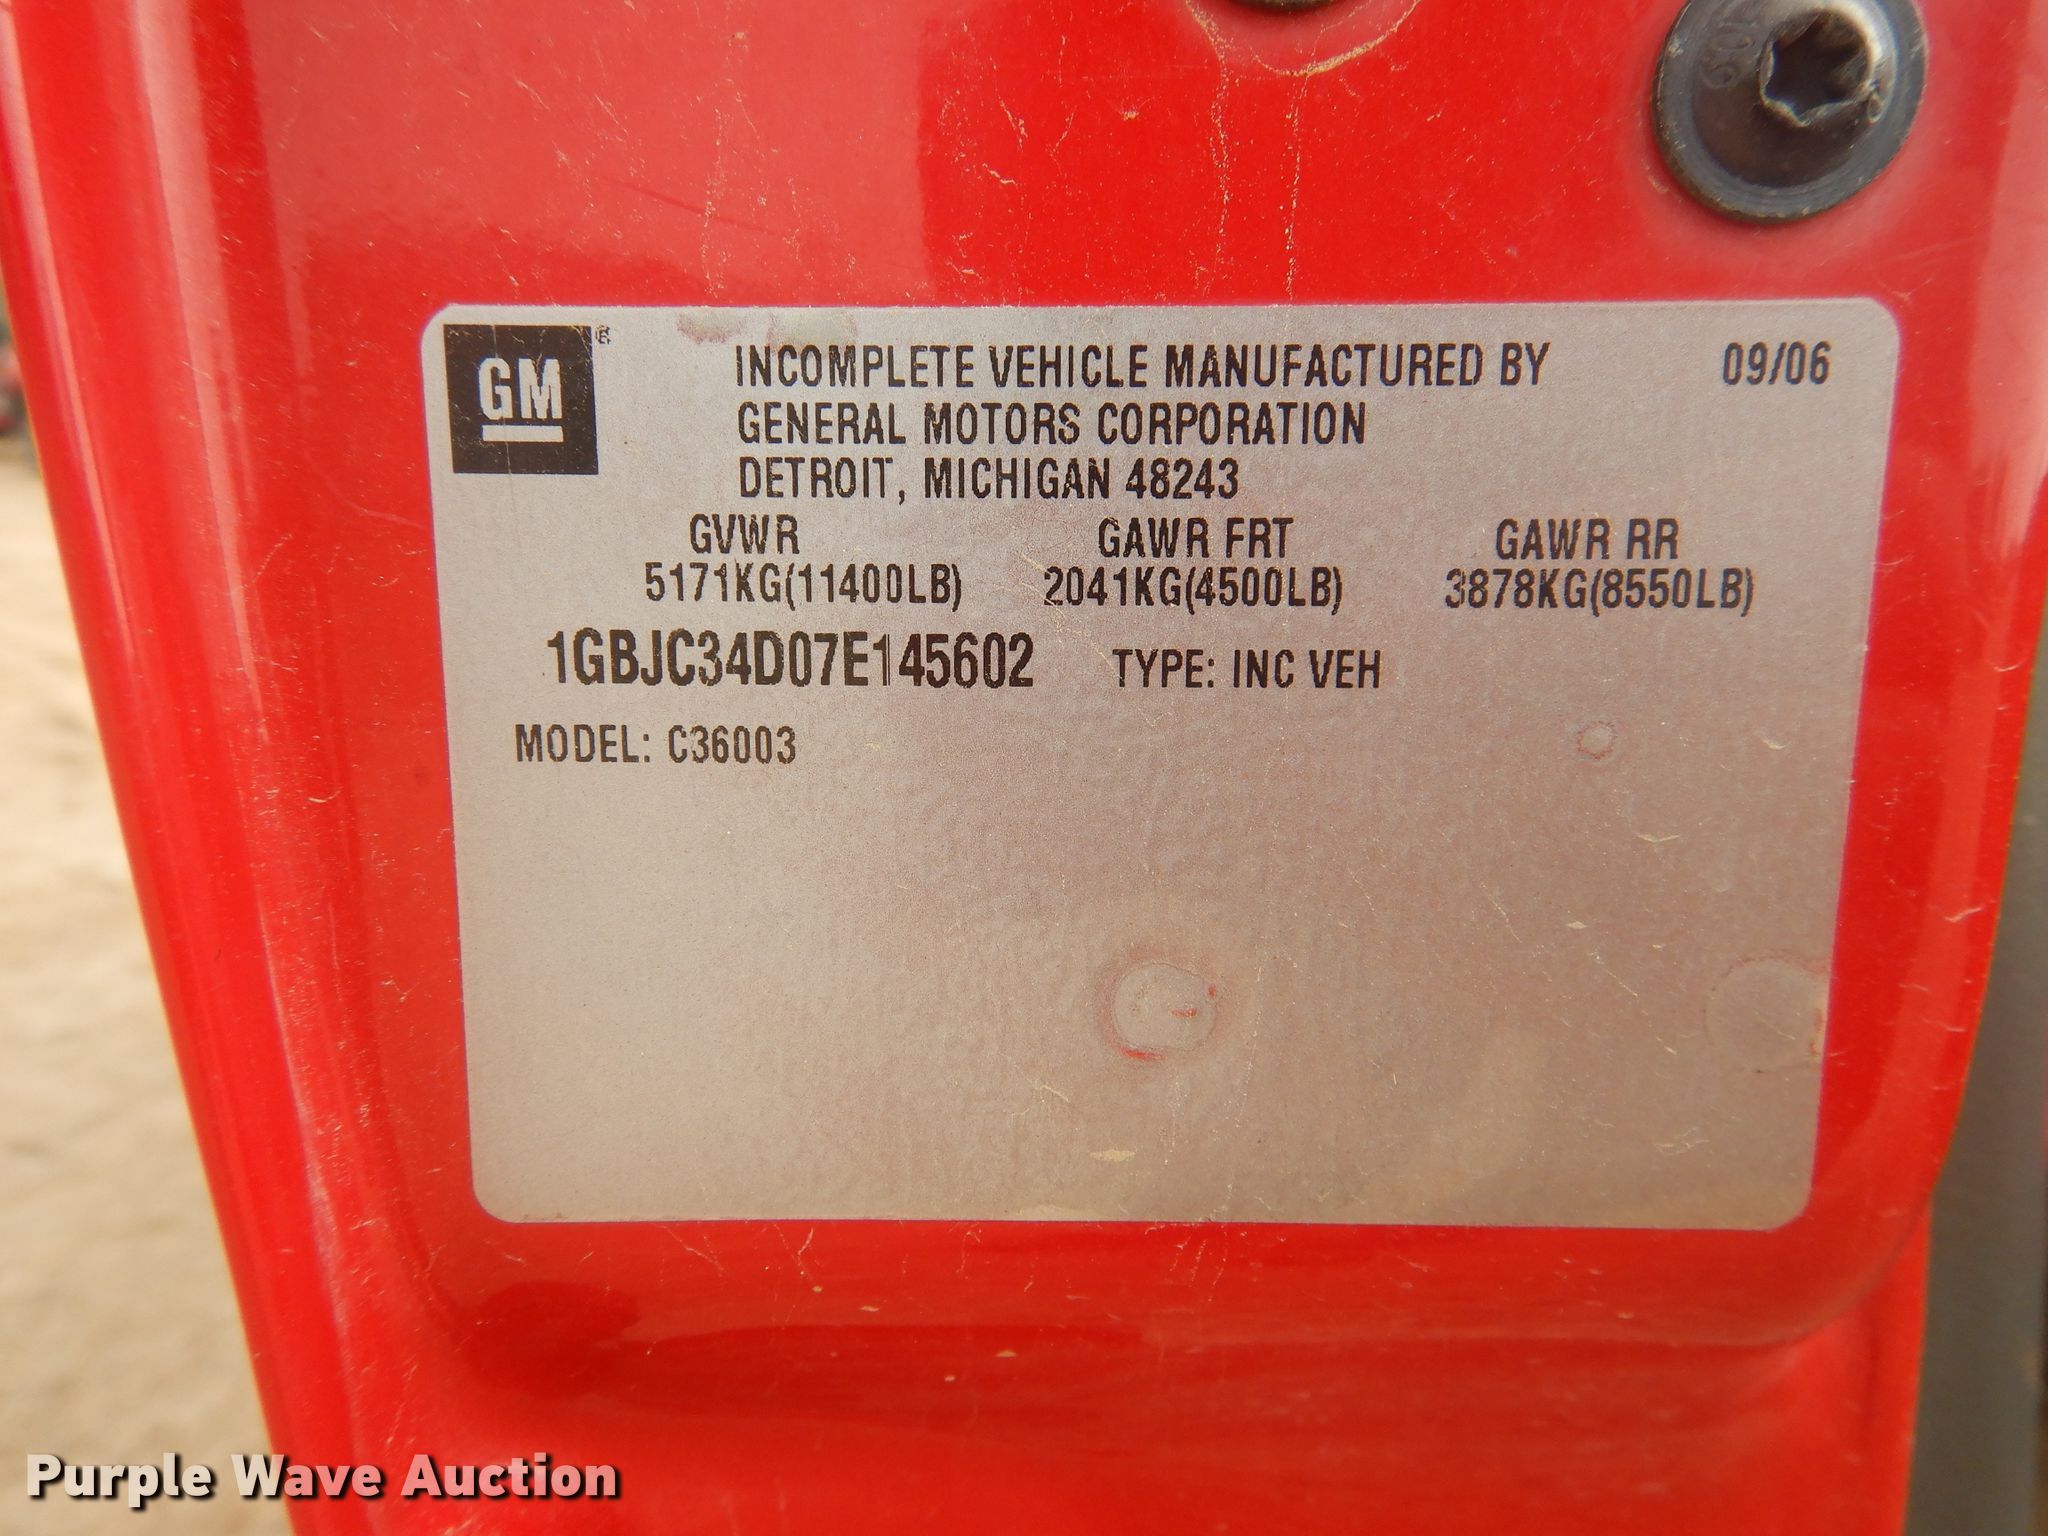 GM ®
INCOMPLETE VEHICLE MANUFACTURED BY 09/06
GENERAL MOTORS CORPORATION
DETROIT, MICHIGAN 48243
GVWR GAWR FRT GAWR RR
5171KG(11400LB) 2041KG(4500LB) 3878KG(8550LB)
1GBJC34D07E145602 TYPE: INC VEH
MODEL: C36003
Purple Wave Auction